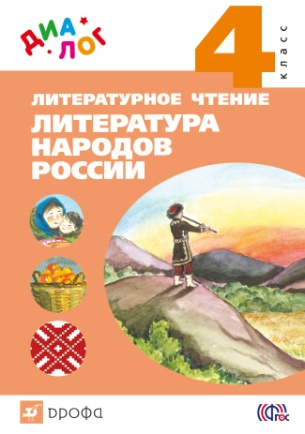 ДИА
ЛОГ
4
класс
ЛИТЕРАТУРНОЕ ЧТЕНИЕ
ЛИТЕРАТУРА
НАРОДОВ
РОССИИ
ДРОФА
ФГОС